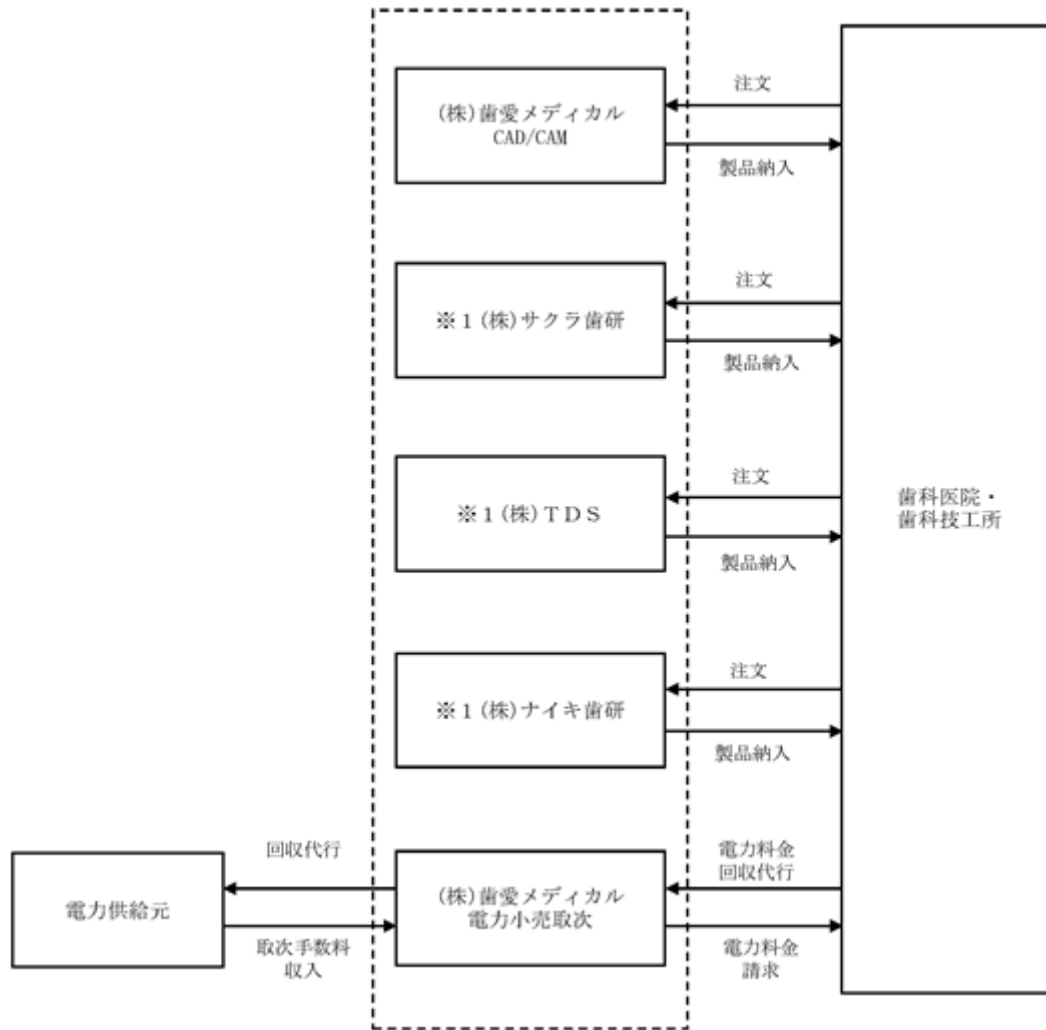 注文
(株)歯愛メディカル
CAD/CAM
製品納入
注文
※１(株)サクラ歯研
製品納入
注文
※１(株)ＴＤＳ
製品納入
歯科医院・
歯科技工所
注文
※１(株)ナイキ歯研
製品納入
回収代行
電力供給元
取次手数料
収入
(株)歯愛メディカル
電力小売取次
電力料金
回収代行
電力料金
請求